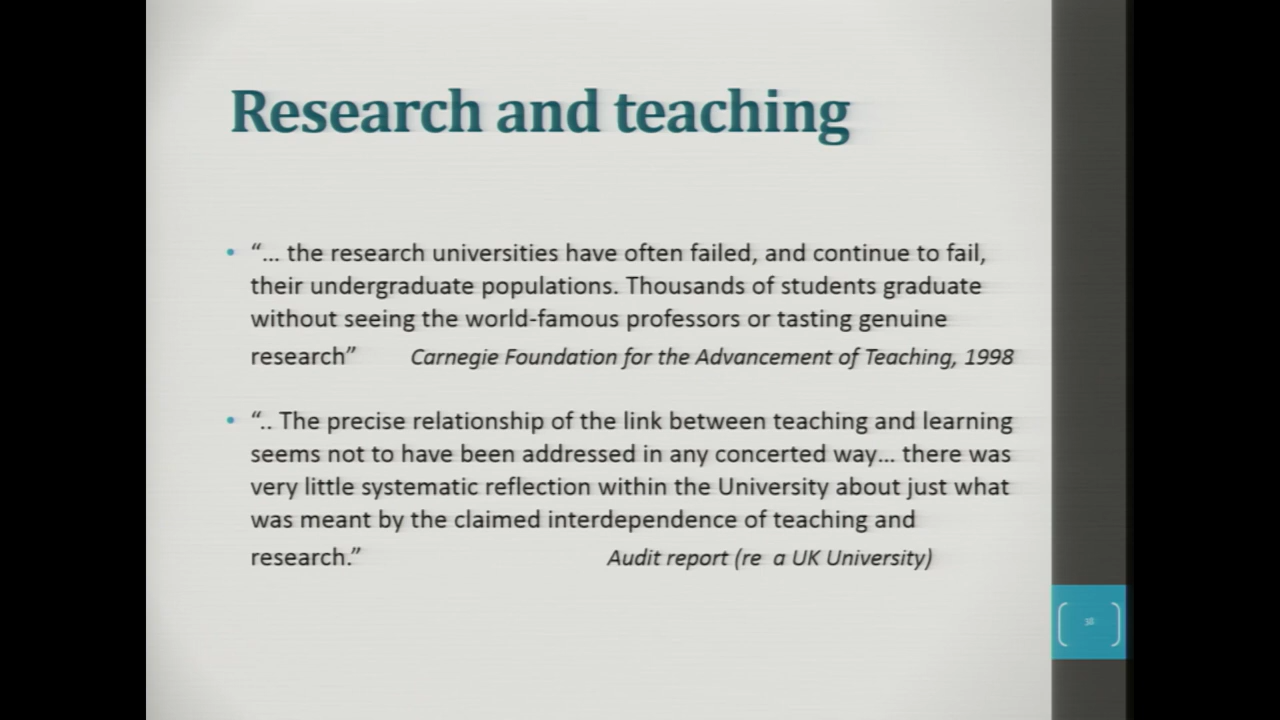 Research and teaching
• “... the research universities have often failed, and continue to fail,
their undergraduate populations. Thousands of students graduate
without seeing the world-famous professors or tasting genuine
research” Carnegie Foundation for the Advancement of Teaching, 1998
• “.. The precise relationship of the link between teaching and learning
seems not to have been addressed in any concerted way... there was
very little systematic reflection within the University about just what
was meant by the claimed interdependence of teaching and
research.” Audit report (re a UK University)